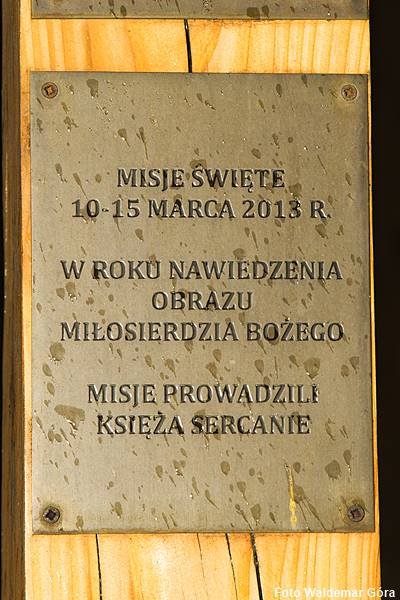 MISJE ŚWIĘTE
10-15 MARCA 2013 R.
W ROKU NAWIEDZENIA
OBRAZU
MIŁOSIERDZIA BOŻEGO
MISJE PROWADZILI
KSIĘŻA SERCANIE
Foto Waldemar Góra